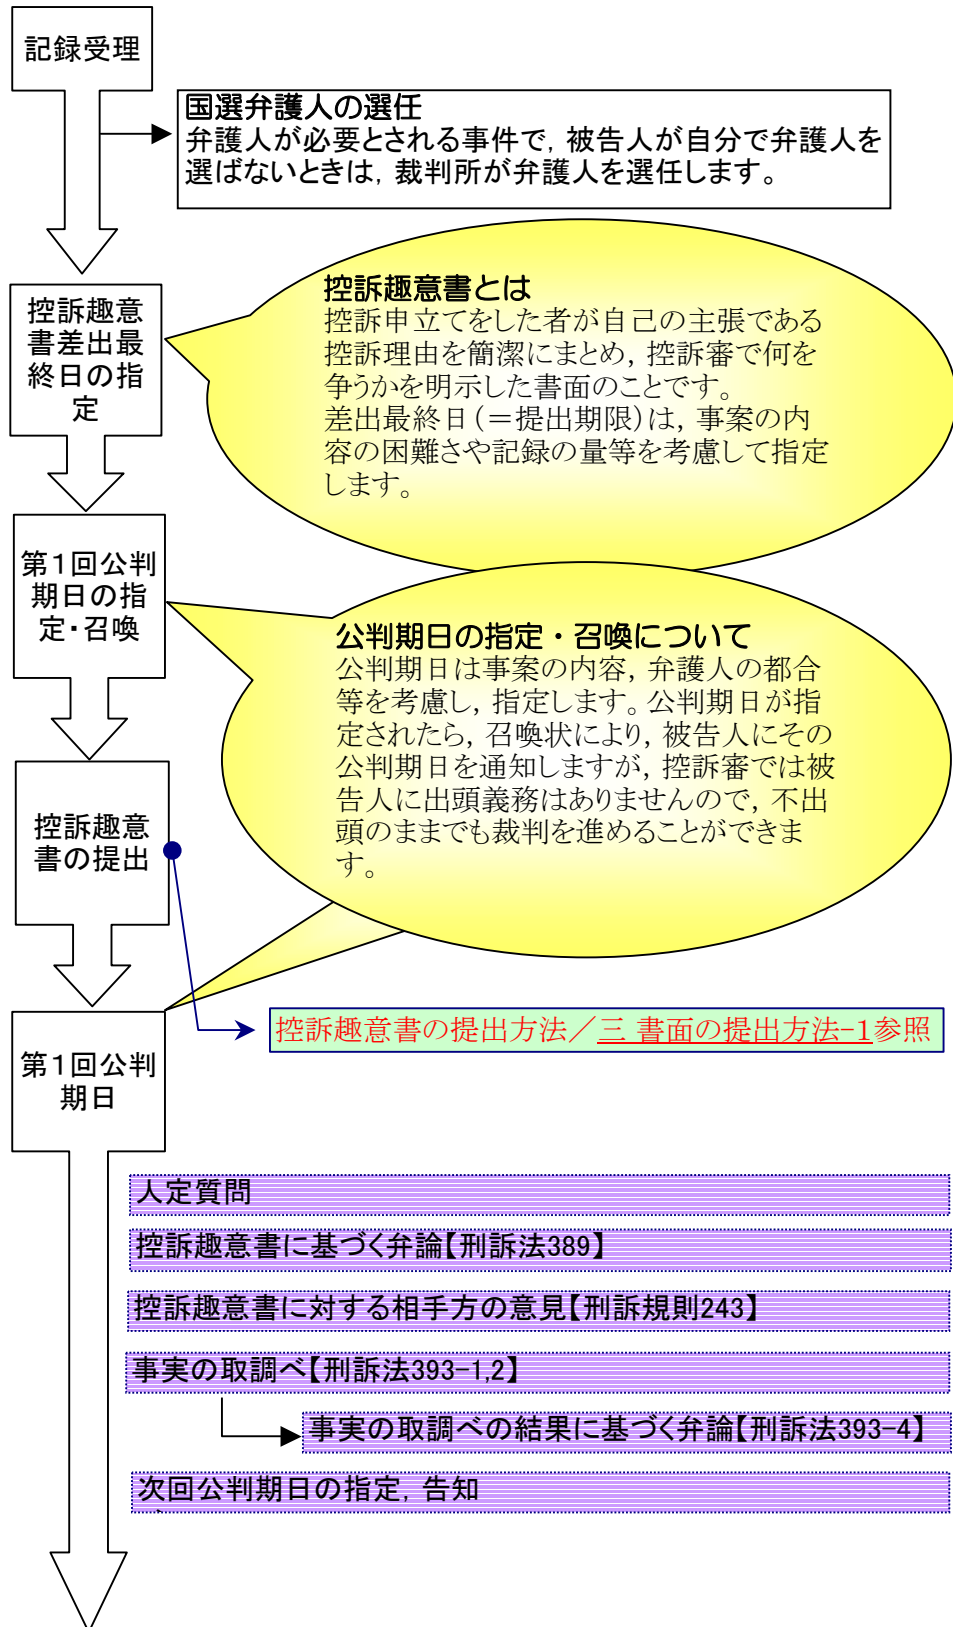 記録受理
国選弁護人の選任
弁護人が必要とされる事件で，被告人が自分で弁護人を
選ばないときは，裁判所が弁護人を選任します。
控訴趣意
書差出最
終日の指
定
控訴趣意書とは
控訴申立てをした者が自己の主張である
控訴理由を簡潔にまとめ，控訴審で何を
争うかを明示した書面のことです。
差出最終日（＝提出期限）は，事案の内
容の困難さや記録の量等を考慮して指定
します。
第１回公判
期日の指
定・召喚
公判期日の指定・召喚について
公判期日は事案の内容，弁護人の都合
等を考慮し，指定します。公判期日が指
定されたら，召喚状により，被告人にその
公判期日を通知しますが，控訴審では被
告人に出頭義務はありませんので，不出
頭のままでも裁判を進めることができま
す。
控訴趣意
書の提出
控訴趣意書の提出方法／三 書面の提出方法-1参照
第１回公判
期日
人定質問
控訴趣意書に基づく弁論【刑訴法389】
控訴趣意書に対する相手方の意見【刑訴規則243】
事実の取調べ【刑訴法393-1,2】
事実の取調べの結果に基づく弁論【刑訴法393-4】
次回公判期日の指定，告知